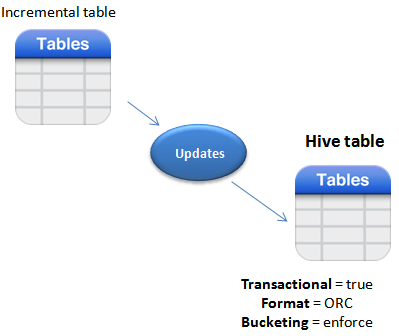 Incremental table
Tables
Updates
Hive table
Tables
Transactional = true
Format = ORC
Bucketing = enforce